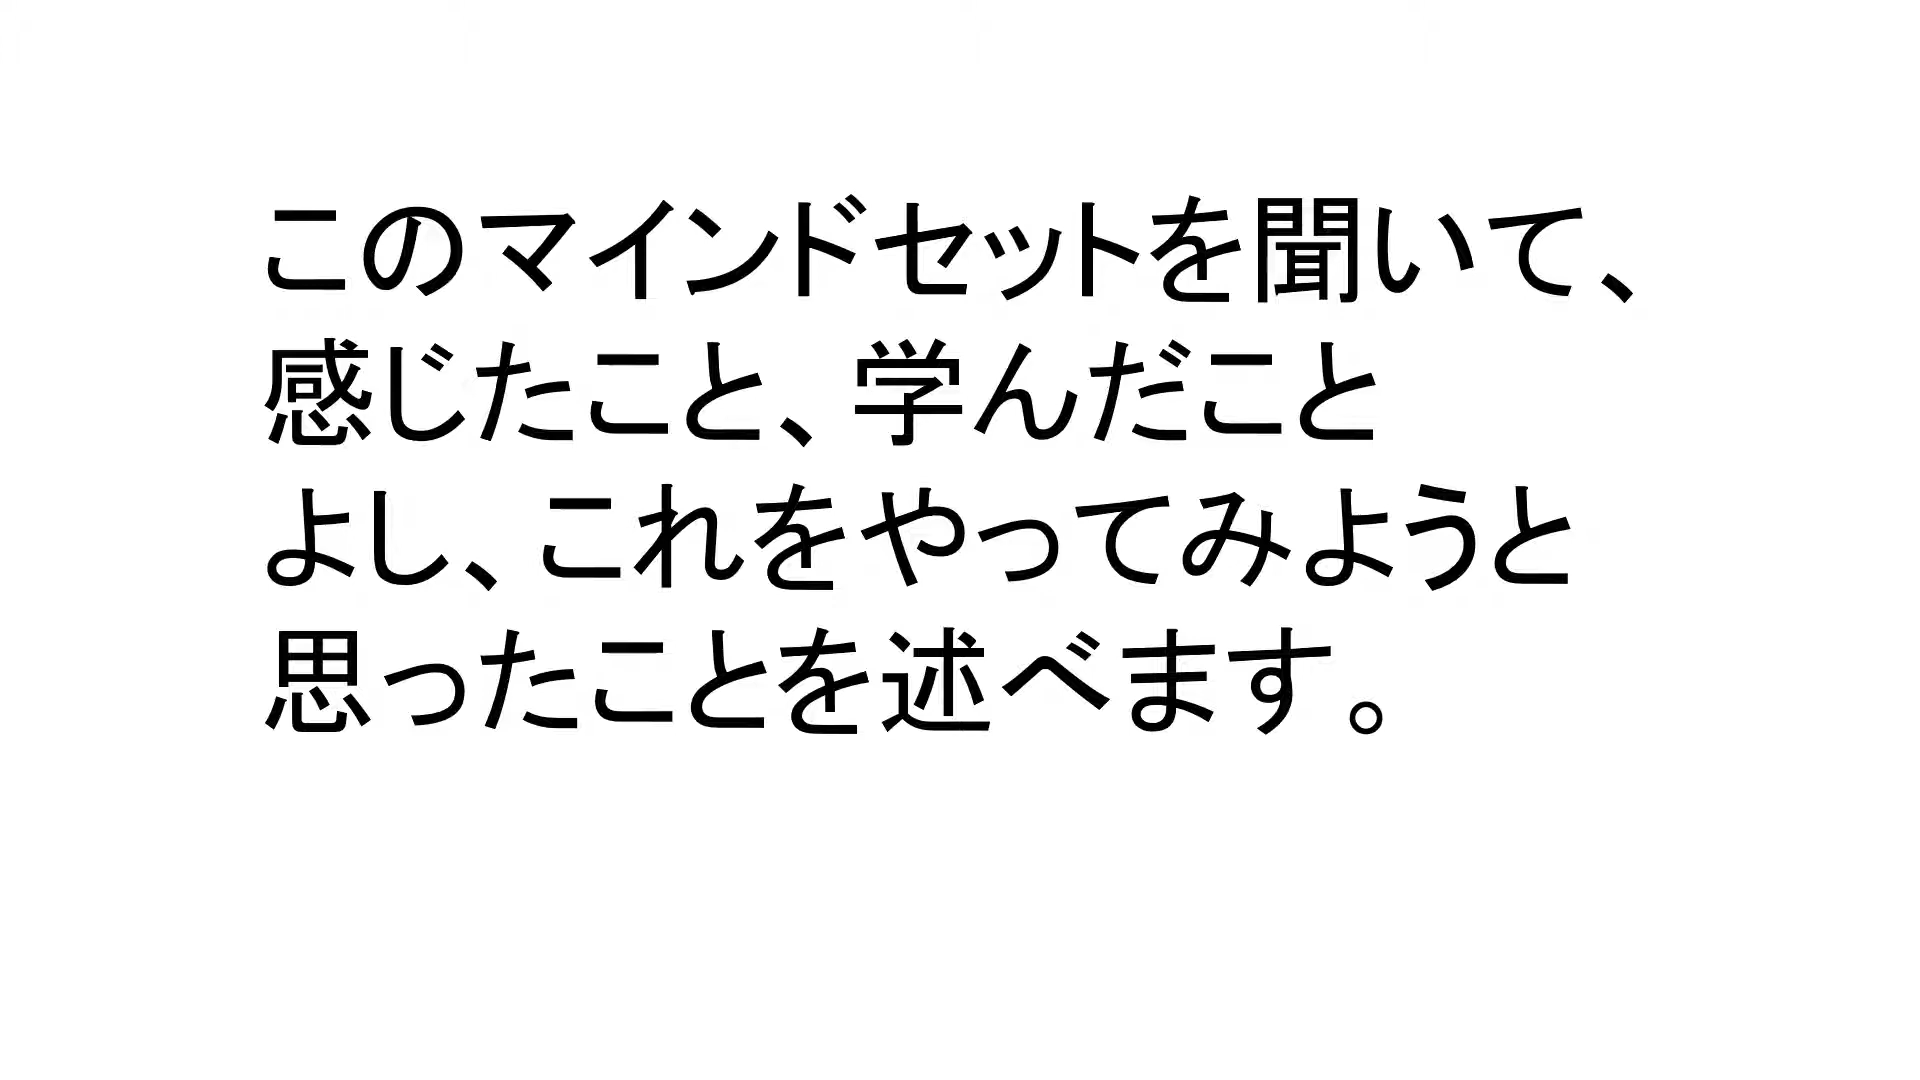 このマインドセットを聞いて、
感じたこと、学んだこと
よし、これをやってみようと
思ったことを述べます。